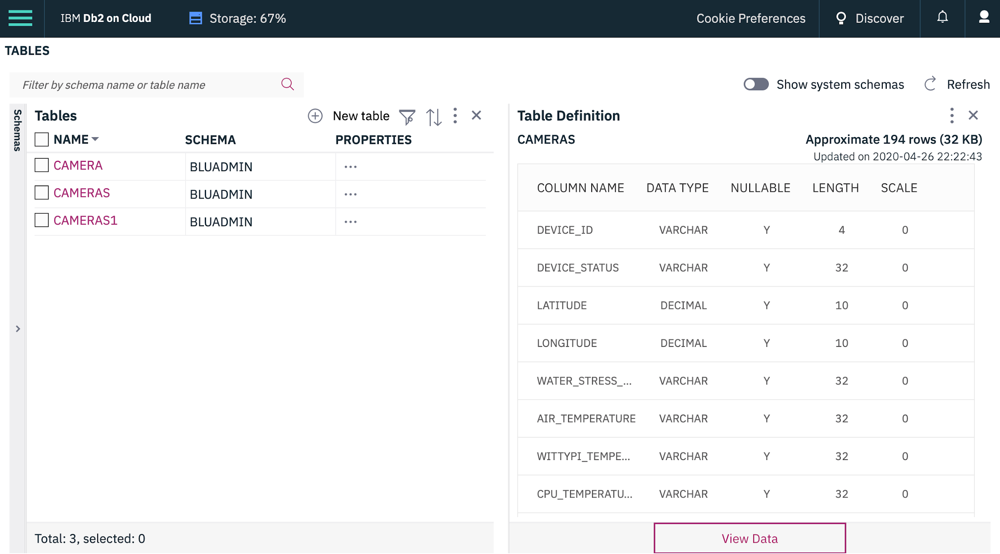 IBM Db2 on Cloud Storage: 67% Cookie Preferences Discover
TABLES
Filter by schema name or table name Show system schemas Refresh
Schemas
Tables New table
NAME SCHEMA PROPERTIES
CAMERA BLUADMIN ...
CAMERAS BLUADMIN ...
CAMERAS1 BLUADMIN ...
Total: 3, selected: 0
Table Definition
CAMERAS Approximate 194 rows (32 KB)
Updated on 2020-04-26 22:22:43
COLUMN NAME DATA TYPE NULLABLE LENGTH SCALE
DEVICE_ID VARCHAR Y 4 0
DEVICE_STATUS VARCHAR Y 32 0
LATITUDE DECIMAL Y 10 0
LONGITUDE DECIMAL Y 10 0
WATER_STRESS_... VARCHAR Y 32 0
AIR_TEMPERATURE VARCHAR Y 32 0
WITTYPI_TEMPE... VARCHAR Y 32 0
CPU_TEMPERATU... VARCHAR Y 32 0
View Data